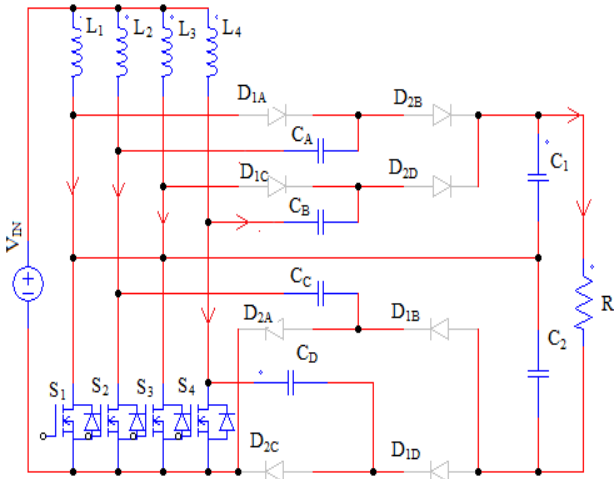 L1 L2 L3 L4
D1A D2B
CA
C1
D1C D2D
CB
VIN
CC
R
D2A D1B
C2
CD
S1 S2 S3 S4
D2C D1D